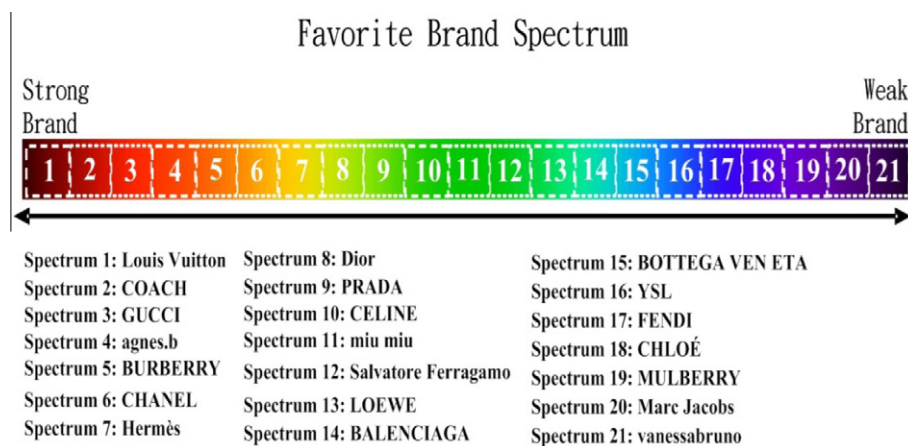 Favorite Brand Spectrum
Strong Brand
Weak Brand
1 2 3 4 5 6 7 8 9 10 11 12 13 14 15 16 17 18 19 20 21
Spectrum 1: Louis Vuitton
Spectrum 2: COACH
Spectrum 3: GUCCI
Spectrum 4: agnes.b
Spectrum 5: BURBERRY
Spectrum 6: CHANEL
Spectrum 7: Hermès
Spectrum 8: Dior
Spectrum 9: PRADA
Spectrum 10: CELINE
Spectrum 11: miu miu
Spectrum 12: Salvatore Ferragamo
Spectrum 13: LOEWE
Spectrum 14: BALENCIAGA
Spectrum 15: BOTTEGA VEN ETA
Spectrum 16: YSL
Spectrum 17: FENDI
Spectrum 18: CHLOÉ
Spectrum 19: MULBERRY
Spectrum 20: Marc Jacobs
Spectrum 21: vanessabruno